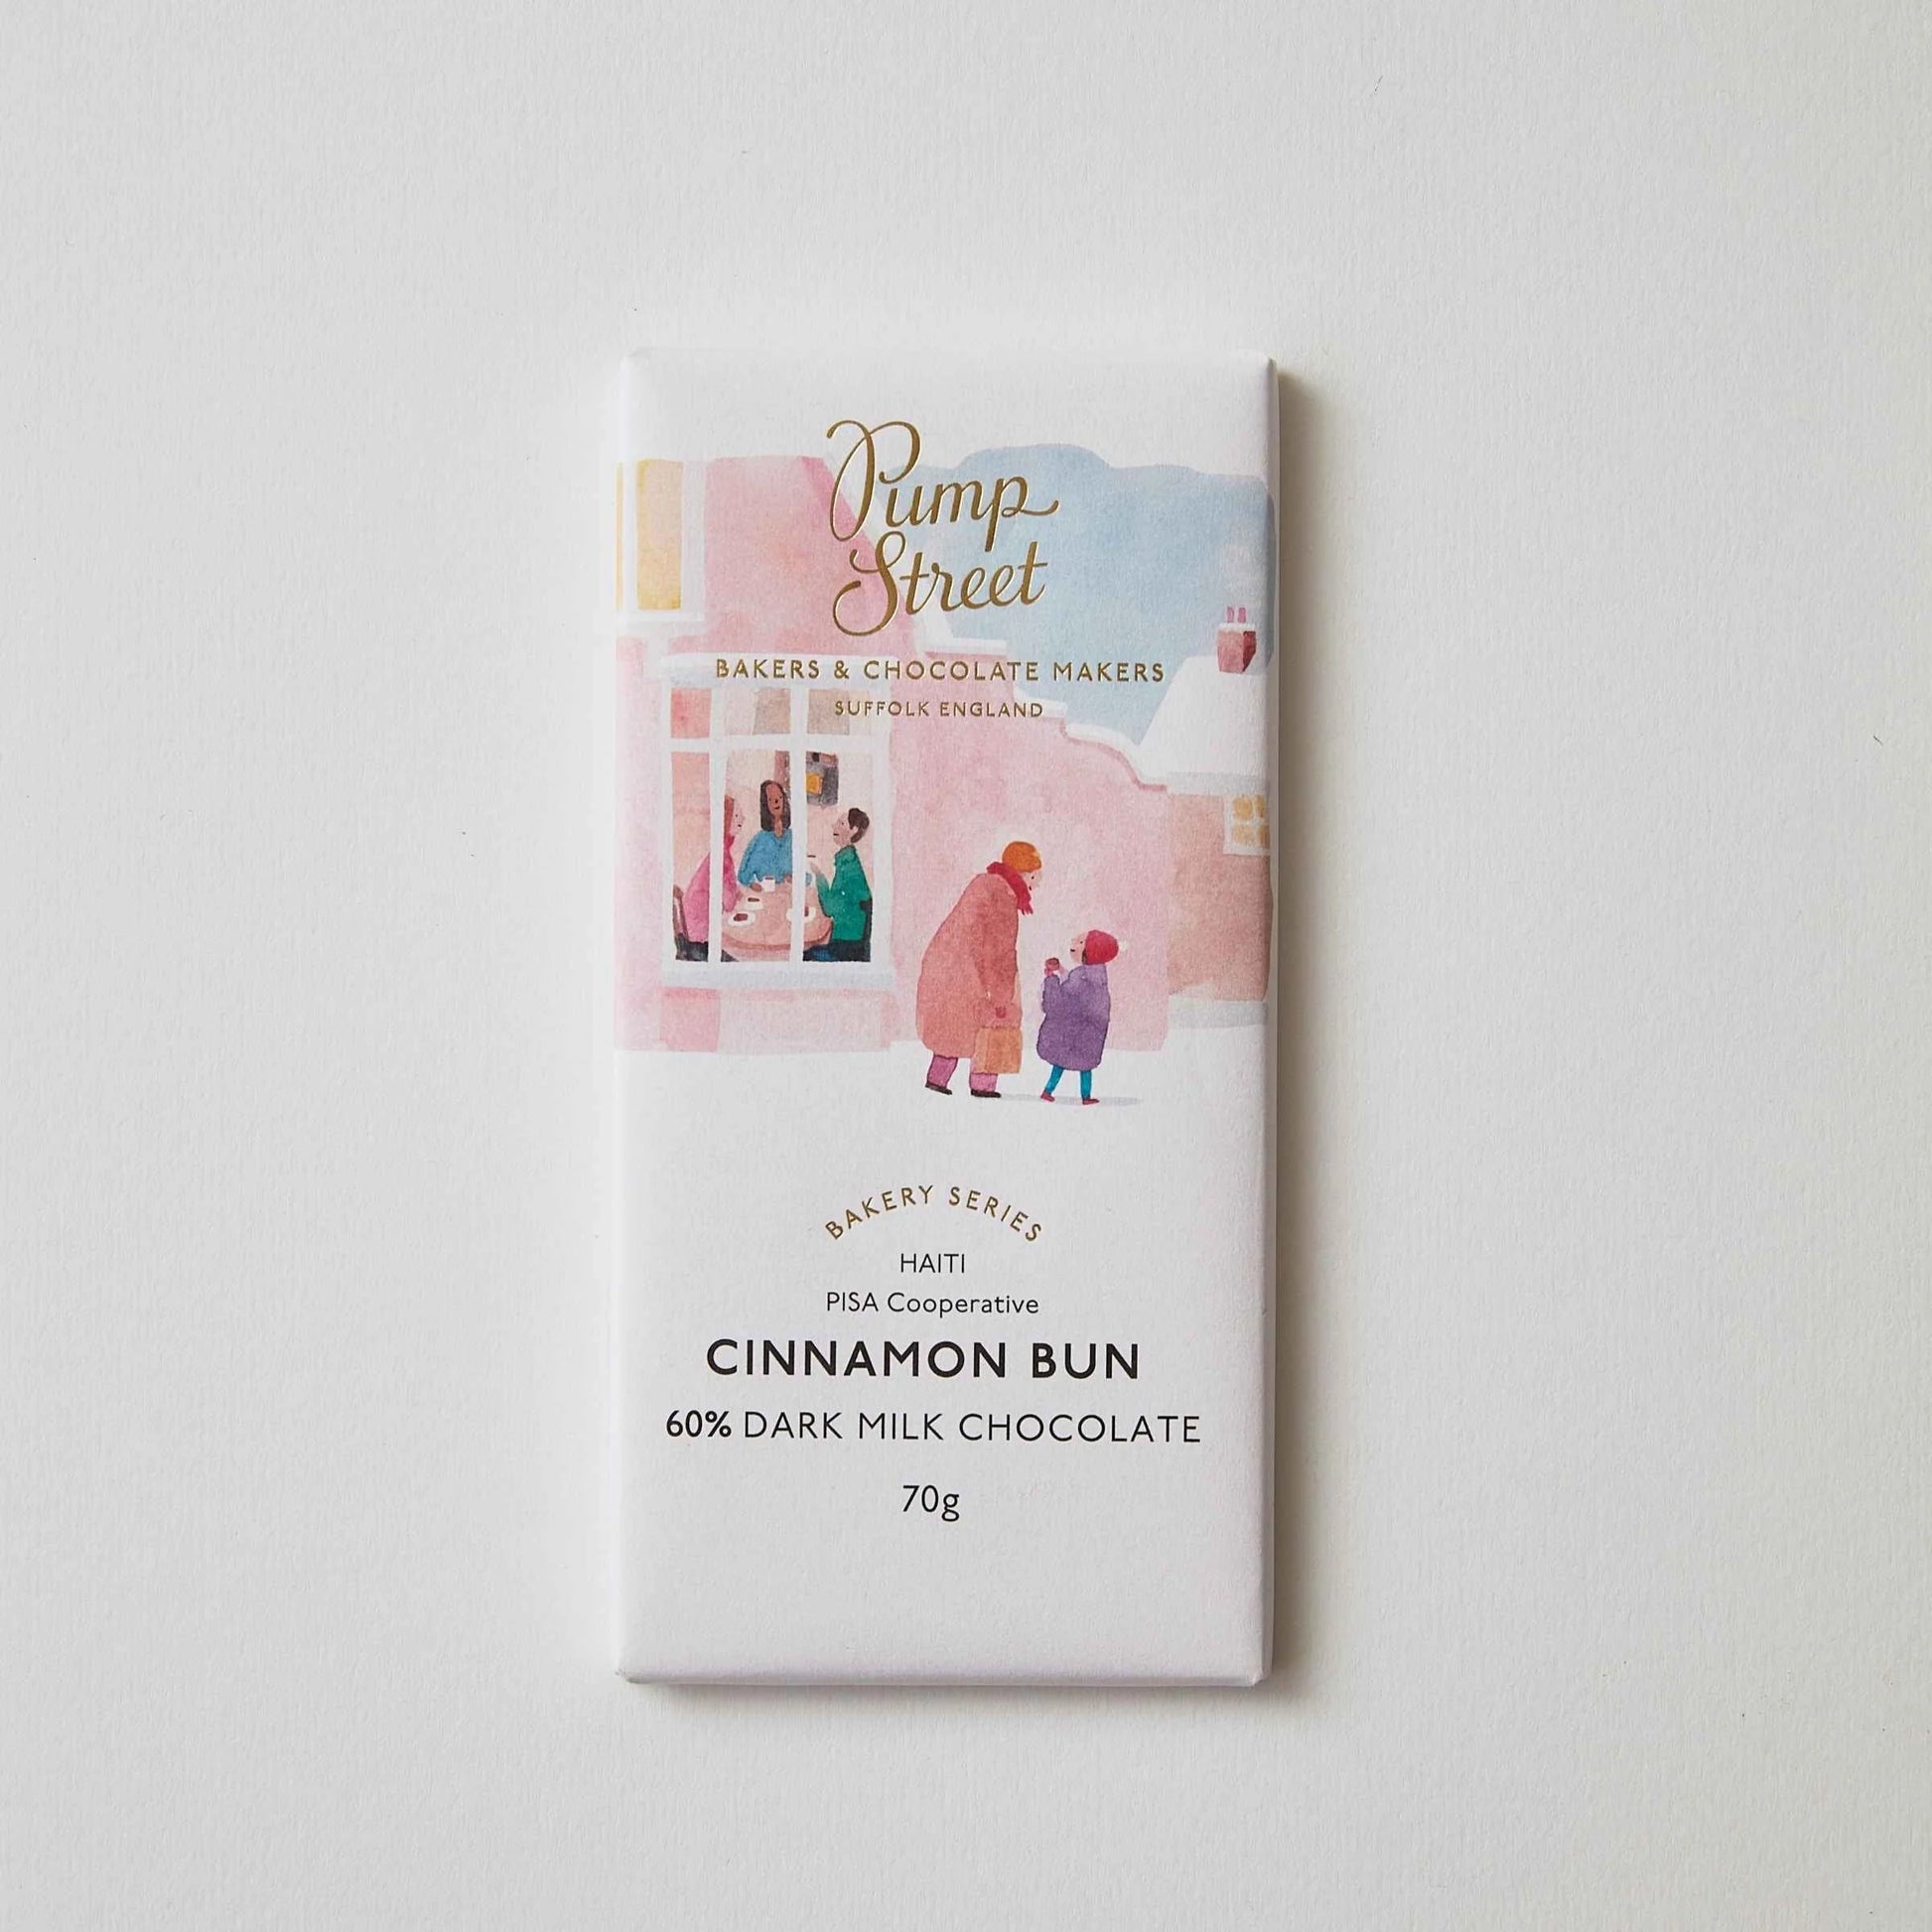 Pump
Street
BAKERS & CHOCOLATE MAKERS
SUFFOLK ENGLAND
BAKERY SERIES
HAITI
PISA Cooperative
CINNAMON BUN
60% DARK MILK CHOCOLATE
70g